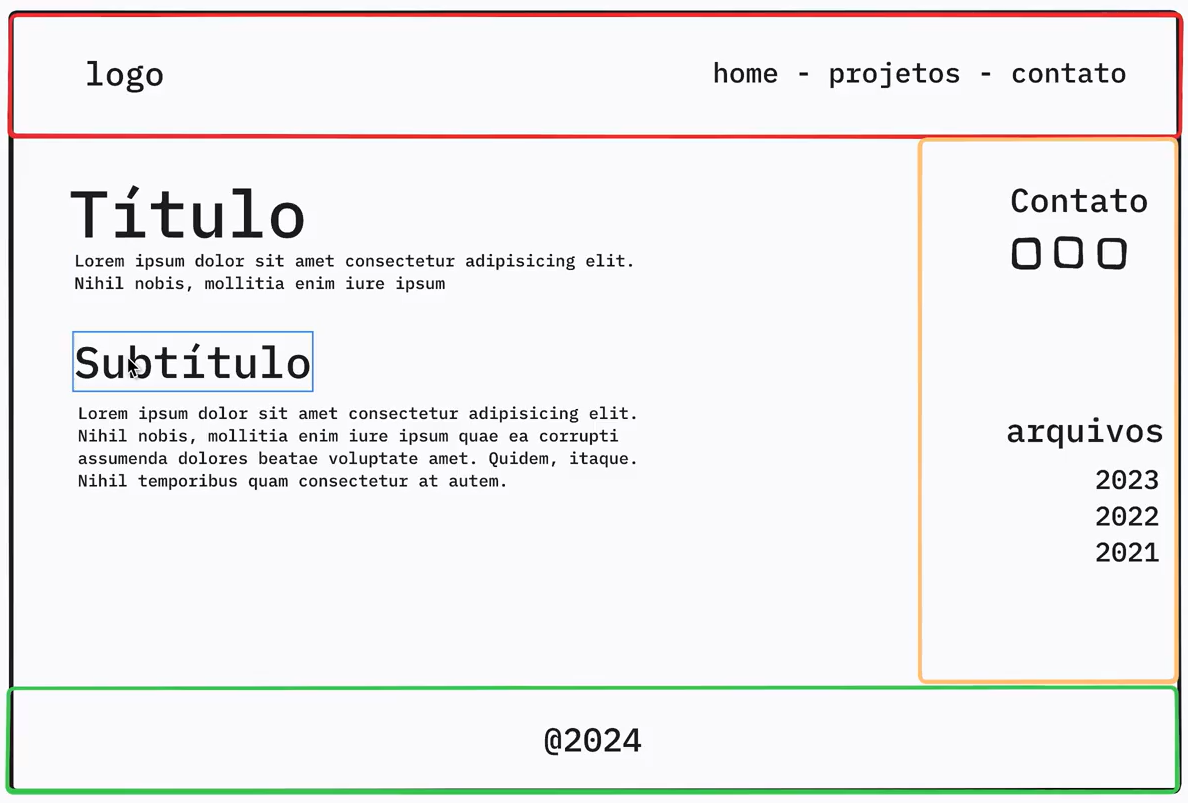 logo
home - projetos - contato
Título
Lorem ipsum dolor sit amet consectetur adipisicing elit.
Nihil nobis, mollitia enim iure ipsum
Subtítulo
Lorem ipsum dolor sit amet consectetur adipisicing elit.
Nihil nobis, mollitia enim iure ipsum quae ea corrupti
assumenda dolores beatae voluptate amet. Quidem, itaque.
Nihil temporibus quam consectetur at autem.
Contato
arquivos
2023
2022
2021
@2024